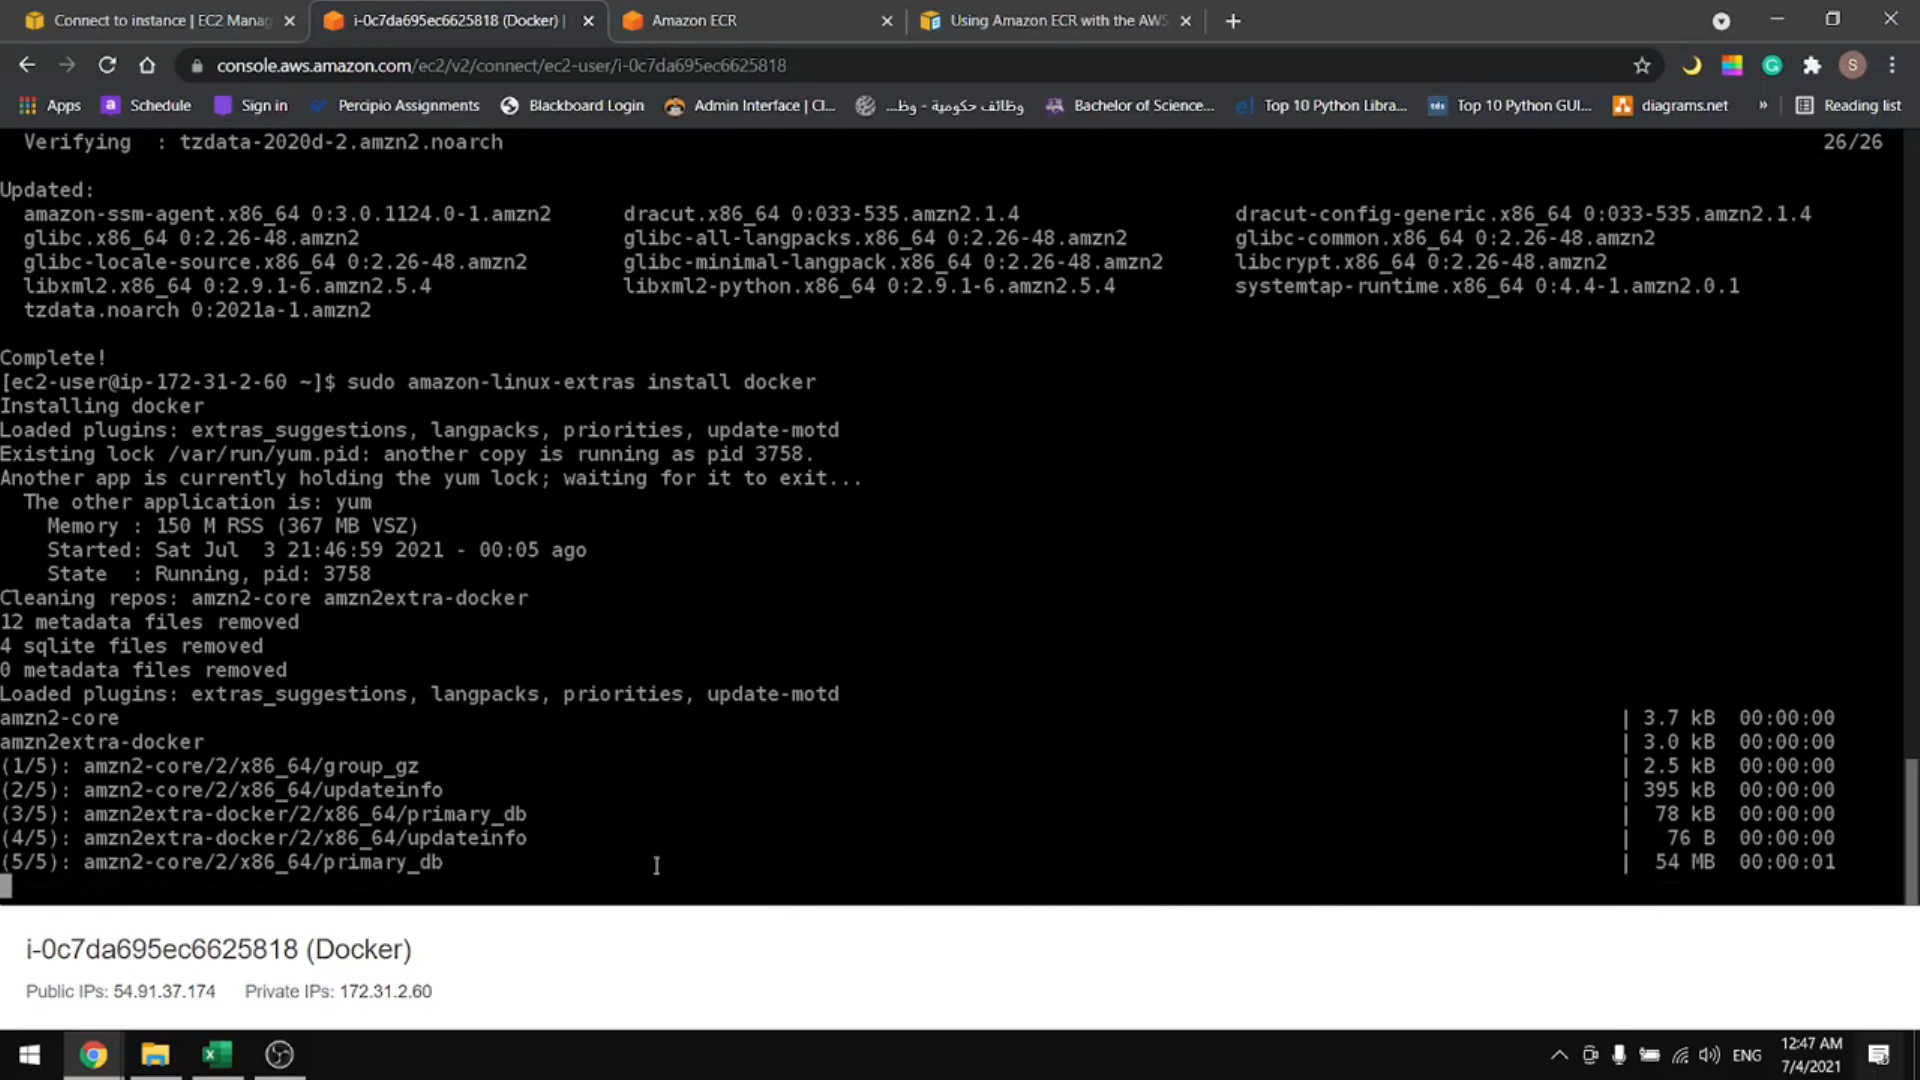 Connect to instance | EC2 Manag
i-0c7da695ec6625818 (Docker) |
Amazon ECR
Using Amazon ECR with the AWS
console.aws.amazon.com/ec2/v2/connect/ec2-user/i-0c7da695ec6625818
S
Apps
Schedule
Sign in
Percipio Assignments
Blackboard Login
Admin Interface | Cl...
وظائف حكومية - وظ...
Bachelor of Science...
Top 10 Python Libra...
Top 10 Python GUI...
diagrams.net
»
Reading list
Verifying : tzdata-2020d-2.amzn2.noarch 26/26
Updated:
amazon-ssm-agent.x86_64 0:3.0.1124.0-1.amzn2 dracut.x86_64 0:033-535.amzn2.1.4 dracut-config-generic.x86_64 0:033-535.amzn2.1.4
glibc.x86_64 0:2.26-48.amzn2 glibc-all-langpacks.x86_64 0:2.26-48.amzn2 glibc-common.x86_64 0:2.26-48.amzn2
glibc-locale-source.x86_64 0:2.26-48.amzn2 glibc-minimal-langpack.x86_64 0:2.26-48.amzn2 libcrypt.x86_64 0:2.26-48.amzn2
libxml2.x86_64 0:2.9.1-6.amzn2.5.4 libxml2-python.x86_64 0:2.9.1-6.amzn2.5.4 systemtap-runtime.x86_64 0:4.4-1.amzn2.0.1
tzdata.noarch 0:2021a-1.amzn2
Complete!
[ec2-user@ip-172-31-2-60 ~]$ sudo amazon-linux-extras install docker
Installing docker
Loaded plugins: extras_suggestions, langpacks, priorities, update-motd
Existing lock /var/run/yum.pid: another copy is running as pid 3758.
Another app is currently holding the yum lock; waiting for it to exit...
The other application is: yum
Memory : 150 M RSS (367 MB VSZ)
Started: Sat Jul 3 21:46:59 2021 - 00:05 ago
State : Running, pid: 3758
Cleaning repos: amzn2-core amzn2extra-docker
12 metadata files removed
4 sqlite files removed
0 metadata files removed
Loaded plugins: extras_suggestions, langpacks, priorities, update-motd
amzn2-core | 3.7 kB 00:00:00
amzn2extra-docker | 3.0 kB 00:00:00
(1/5): amzn2-core/2/x86_64/group_gz | 2.5 kB 00:00:00
(2/5): amzn2-core/2/x86_64/updateinfo | 395 kB 00:00:00
(3/5): amzn2extra-docker/2/x86_64/primary_db | 78 kB 00:00:00
(4/5): amzn2extra-docker/2/x86_64/updateinfo | 76 B 00:00:00
(5/5): amzn2-core/2/x86_64/primary_db | 54 MB 00:00:01
i-0c7da695ec6625818 (Docker)
Public IPs: 54.91.37.174 Private IPs: 172.31.2.60
ENG
12:47 AM
7/4/2021